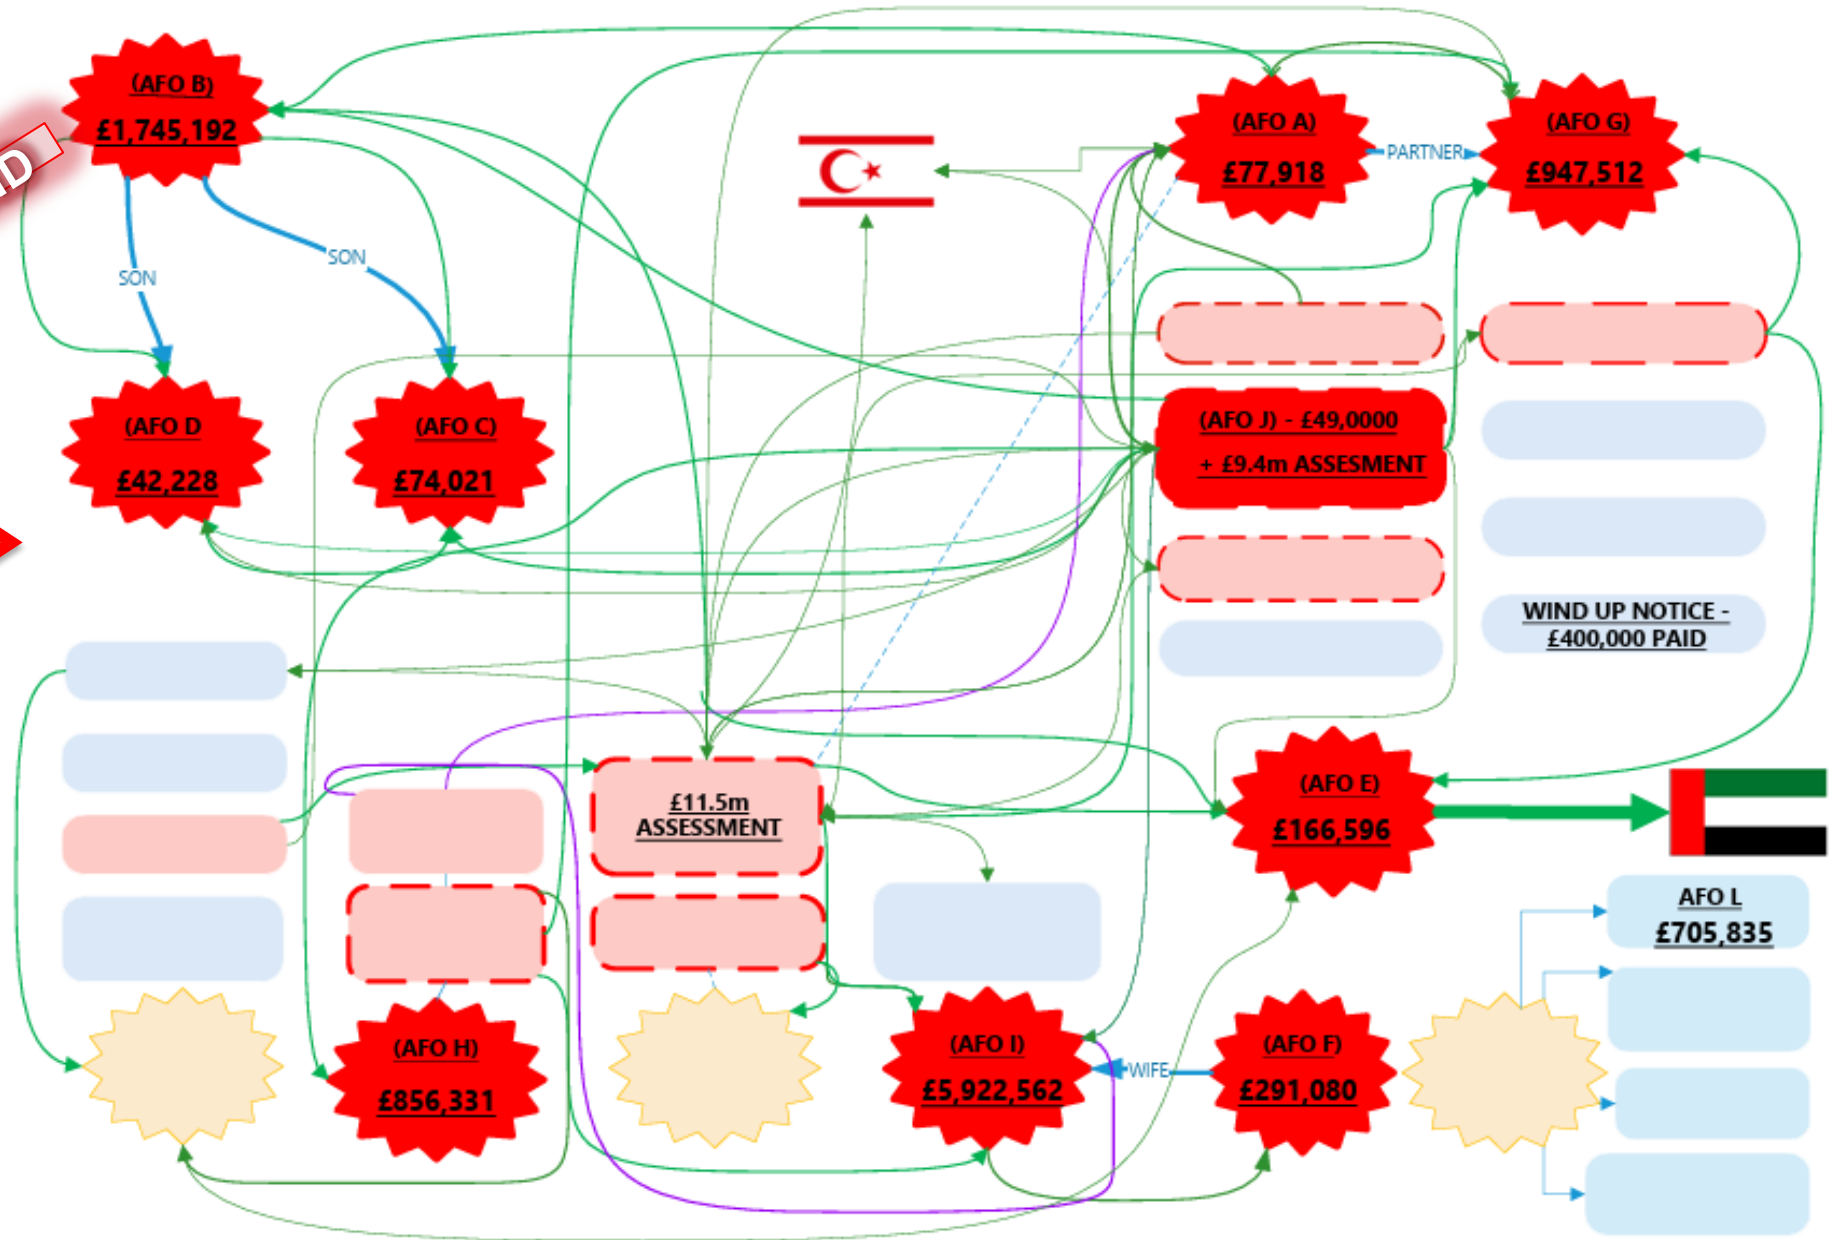 (AFO B)
£1,745,192
ID
(AFO A)
£77,918
PARTNER
(AFO G)
£947,512
SON
SON
(AFO D
£42,228
(AFO C)
£74,021
(AFO J) - £49,0000
+ £9.4m ASSESMENT
WIND UP NOTICE -
£400,000 PAID
£11.5m
ASSESSMENT
(AFO E)
£166,596
AFO L
£705,835
(AFO H)
£856,331
(AFO I)
£5,922,562
WIFE
(AFO F)
£291,080